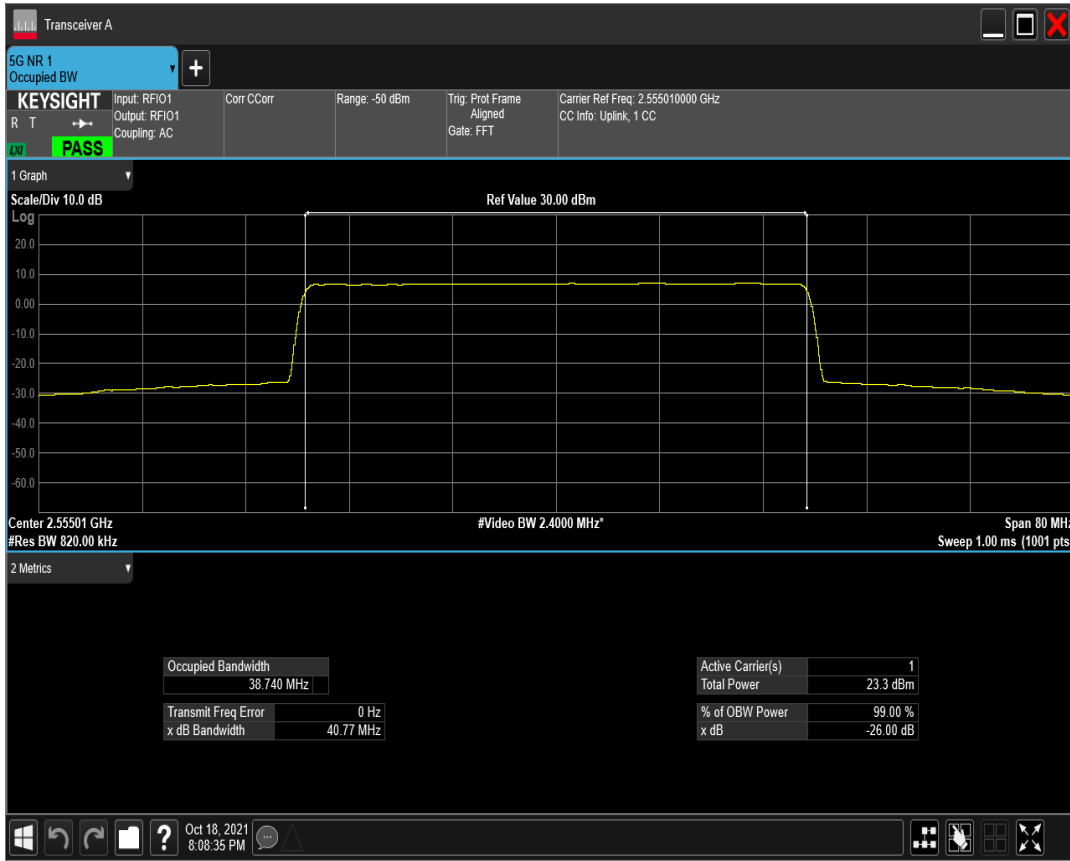 Transceiver A
5G NR 1
Occupied BW
+
KEYSIGHT
R T
LXI
PASS
Input: RFIO1
Output: RFIO1
Coupling: AC
Corr CCorr
Range: -50 dBm
Trig: Prot Frame
Aligned
Gate: FFT
Carrier Ref Freq: 2.555010000 GHz
CC Info: Uplink, 1 CC
1 Graph
Scale/Div 10.0 dB
Ref Value 30.00 dBm
Log
20.0
10.0
0.00
-10.0
-20.0
-30.0
-40.0
-50.0
-60.0
Center 2.55501 GHz
#Video BW 2.4000 MHz*
Span 80 MHz
#Res BW 820.00 kHz
Sweep 1.00 ms (1001 pts
2 Metrics
Occupied Bandwidth
38.740 MHz
Transmit Freq Error 0 Hz
x dB Bandwidth 40.77 MHz
Active Carrier(s) 1
Total Power 23.3 dBm
% of OBW Power 99.00 %
x dB -26.00 dB
?
Oct 18, 2021
8:08:35 PM